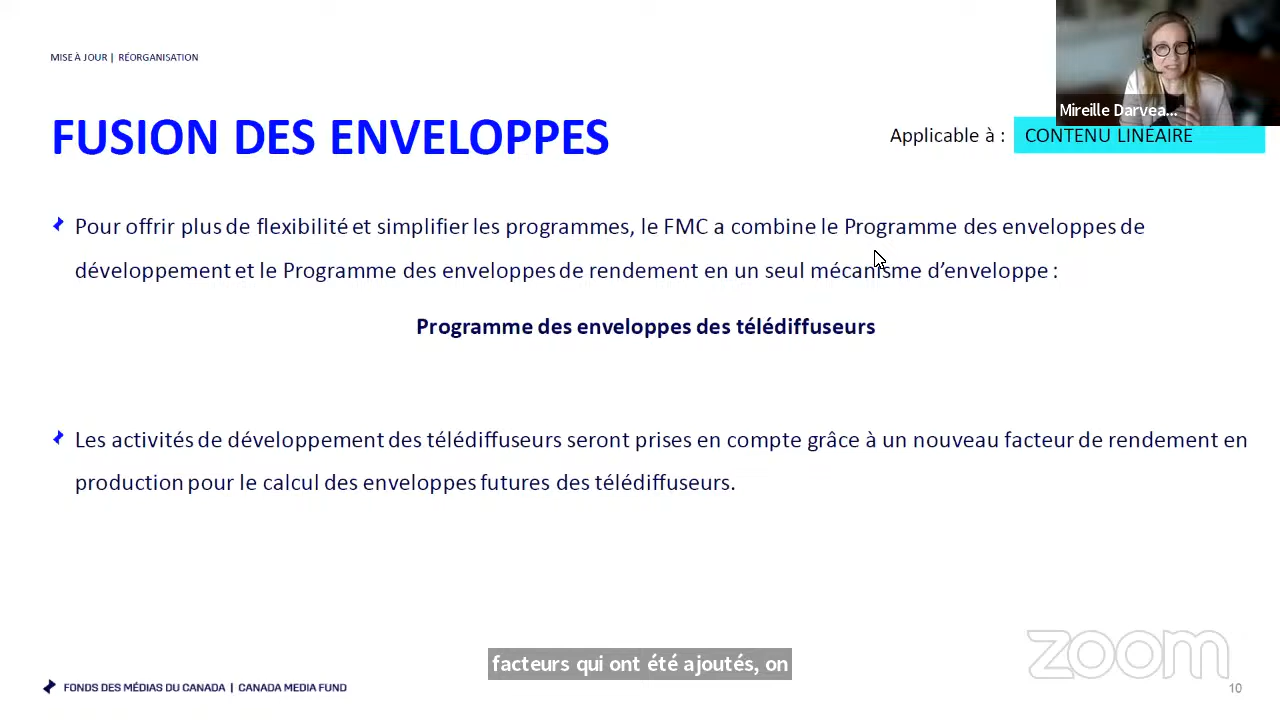 MISE À JOUR | RÉORGANISATION
Mireille Darvea...
FUSION DES ENVELOPPES
Applicable à :
CONTENU LINÉAIRE
Pour offrir plus de flexibilité et simplifier les programmes, le FMC a combine le Programme des enveloppes de
développement et le Programme des enveloppes de rendement en un seul mécanisme d’enveloppe :
Programme des enveloppes des télédiffuseurs
Les activités de développement des télédiffuseurs seront prises en compte grâce à un nouveau facteur de rendement en
production pour le calcul des enveloppes futures des télédiffuseurs.
facteurs qui ont été ajoutés, on
zoom
FONDS DES MÉDIAS DU CANADA | CANADA MEDIA FUND
10